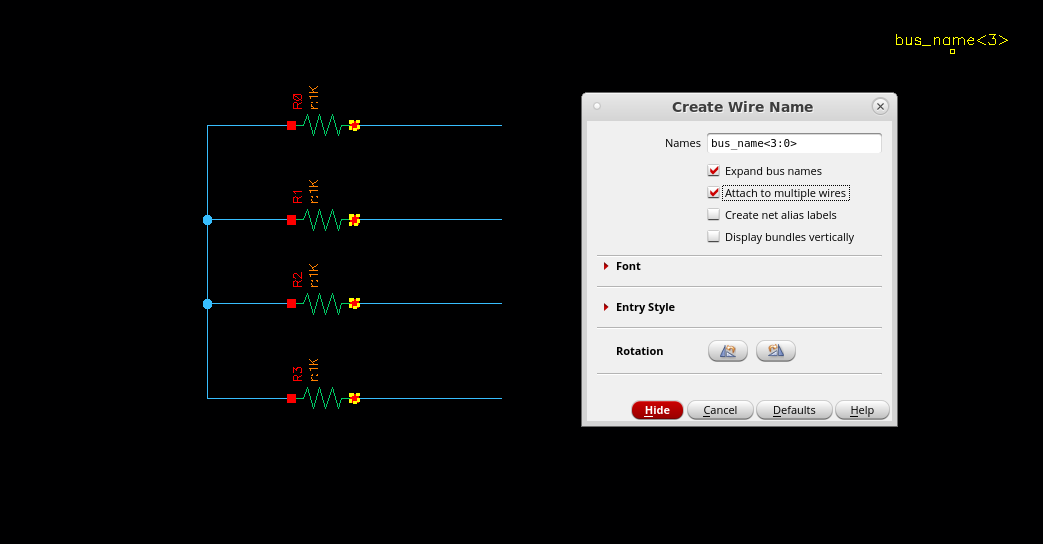 bus_name<3>
R0
r:1K
R1
r:1K
R2
r:1K
R3
r:1K
Create Wire Name
Names
bus_name<3:0>
Expand bus names
Attach to multiple wires
Create net alias labels
Display bundles vertically
Font
Entry Style
Rotation
Hide
Cancel
Defaults
Help